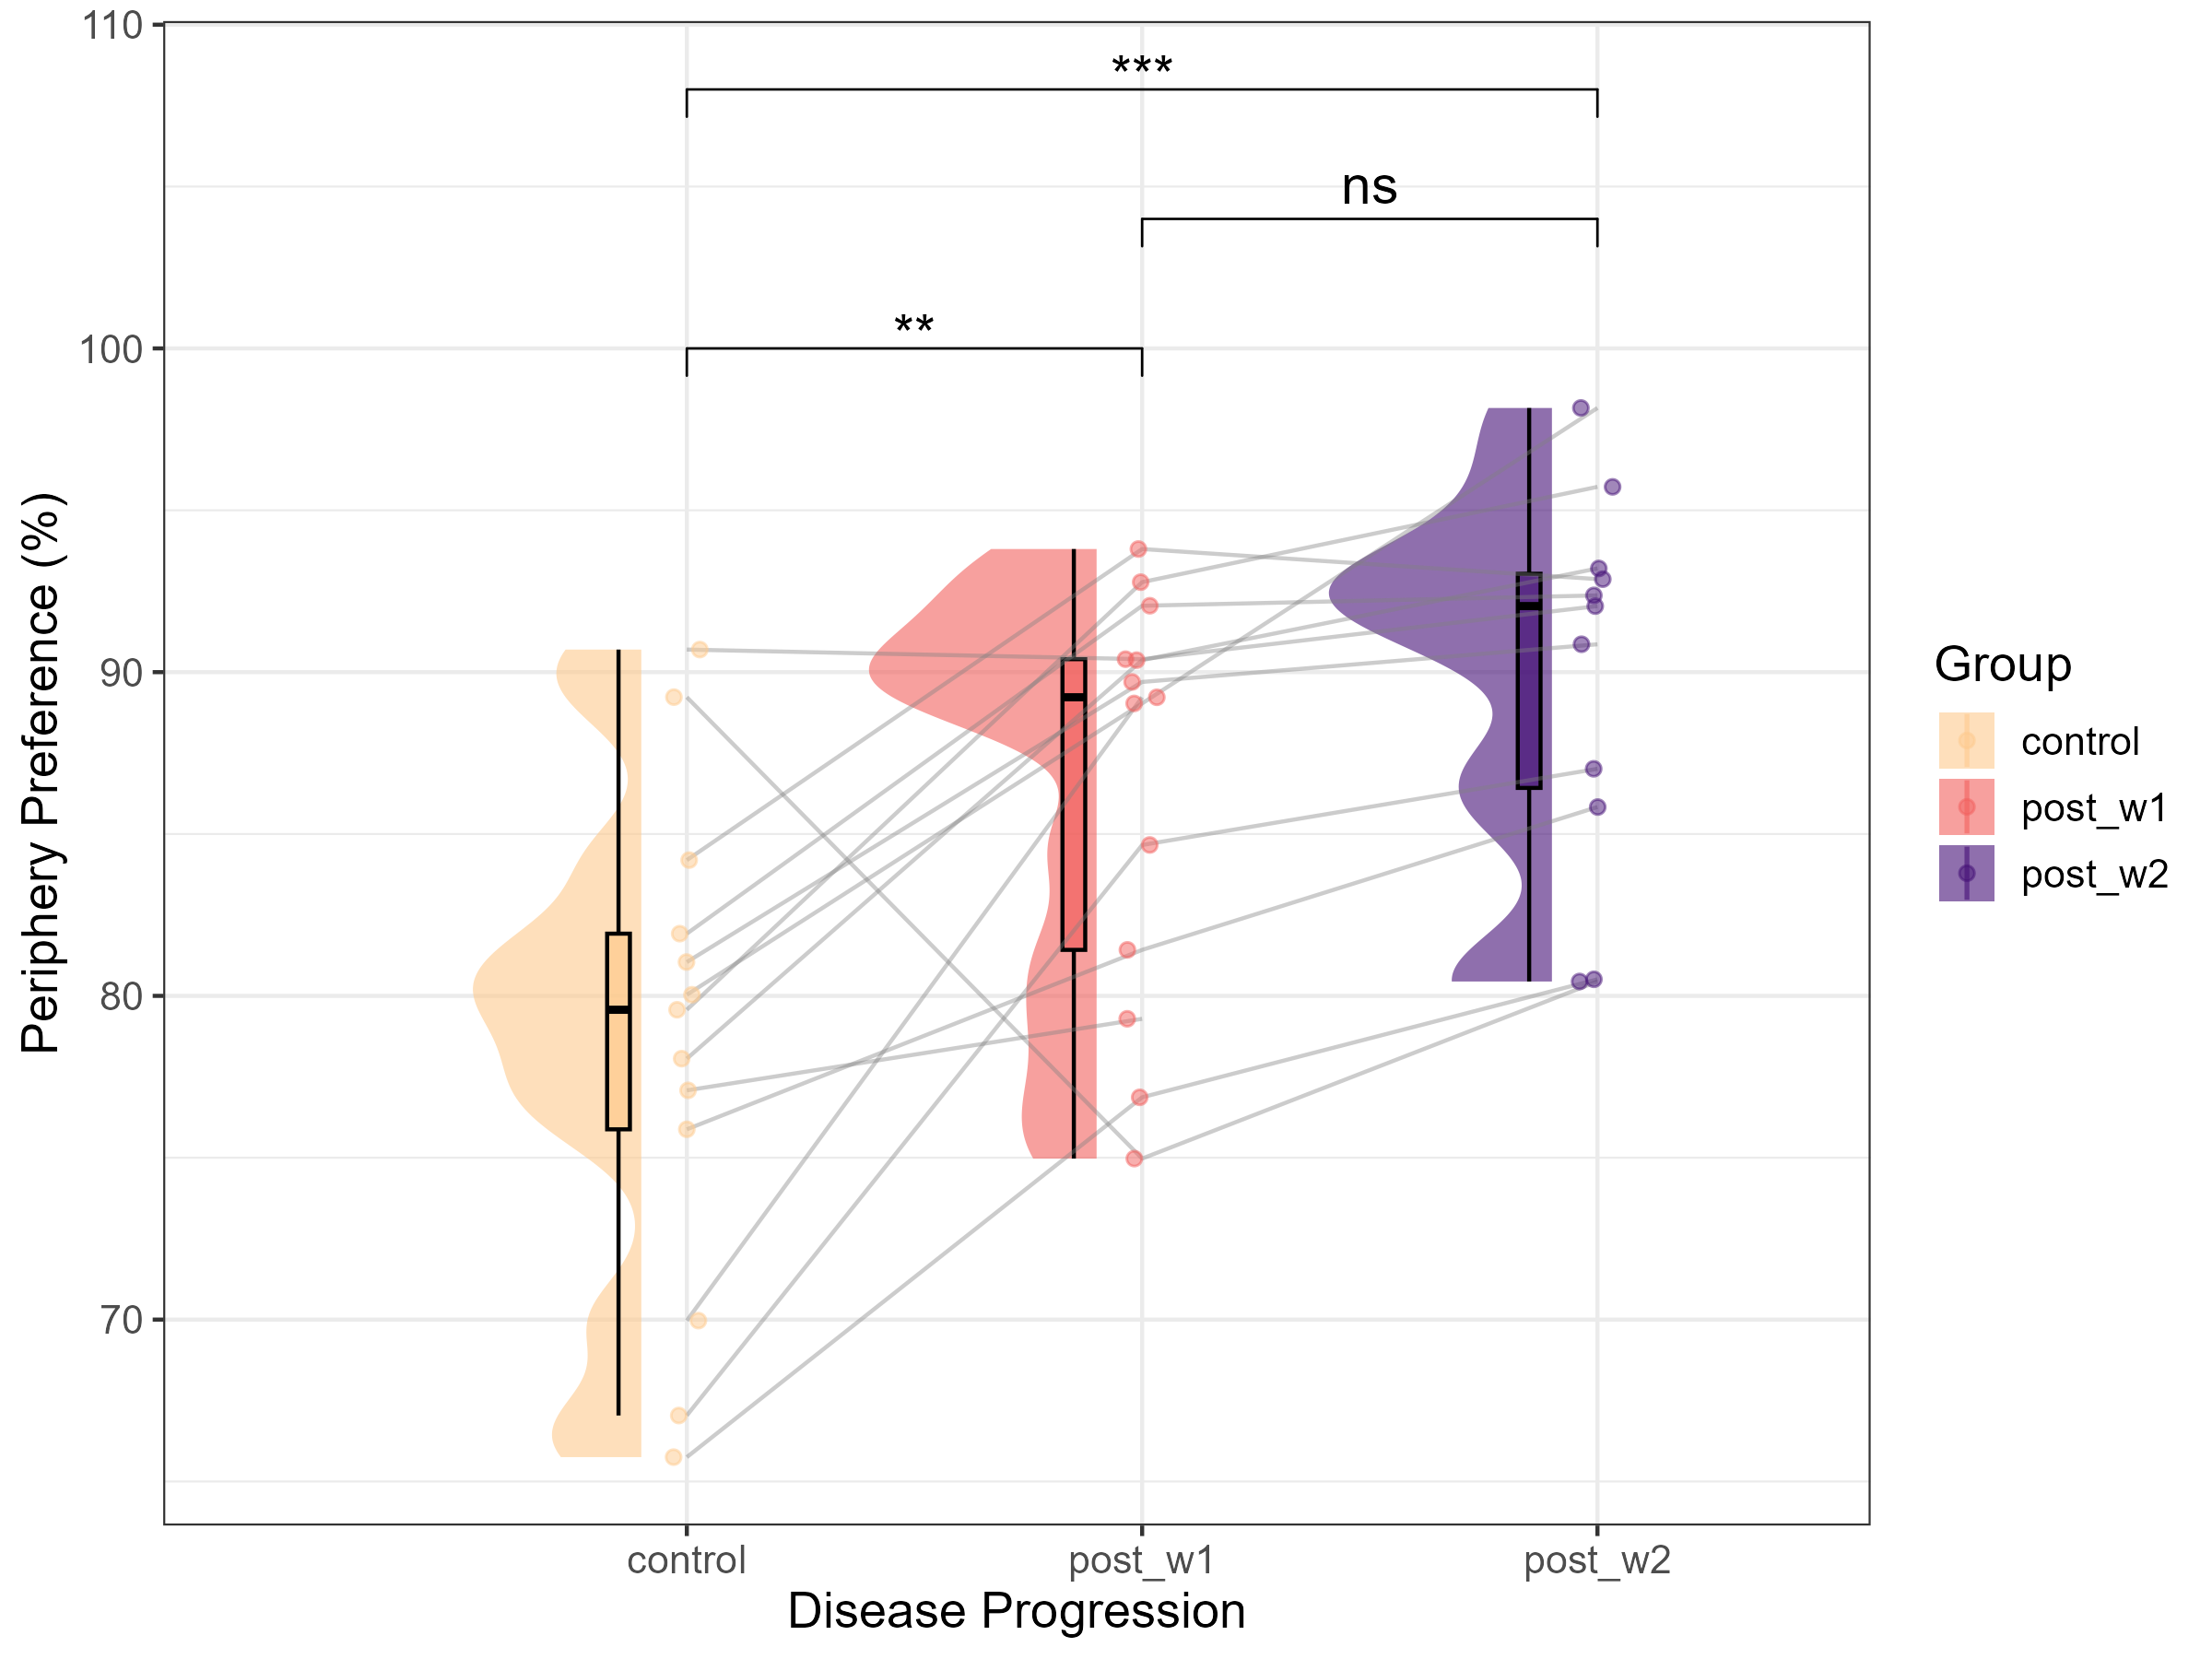 110
***
ns
100
**
Periphery Preference (%)
90
80
70
Group
control
post_w1
post_w2
control
post_w1
post_w2
Disease Progression